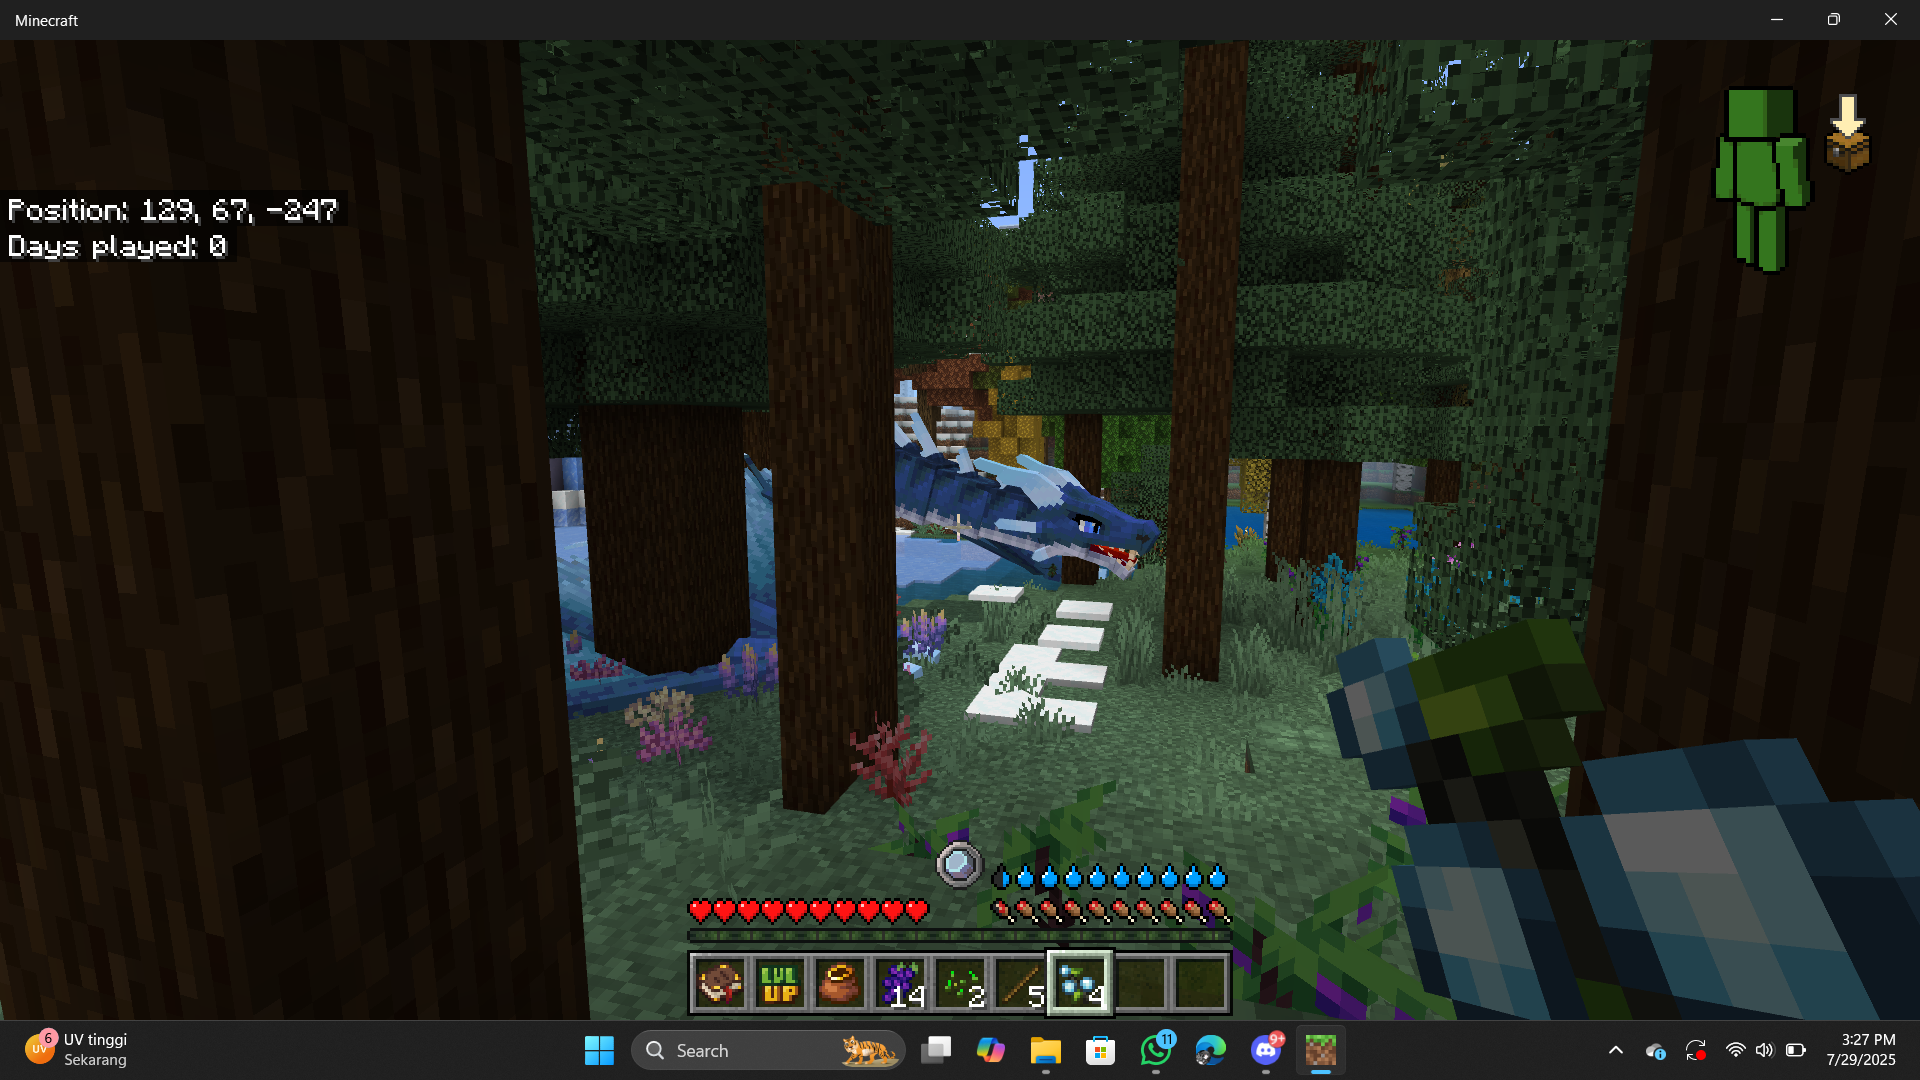 Minecraft
Position: 129, 67, -247
Days played: 0
LVL
UP
14
2
5
4
6
UV
UV tinggi
Sekarang
Search
11
9+
3:27 PM
7/29/2025